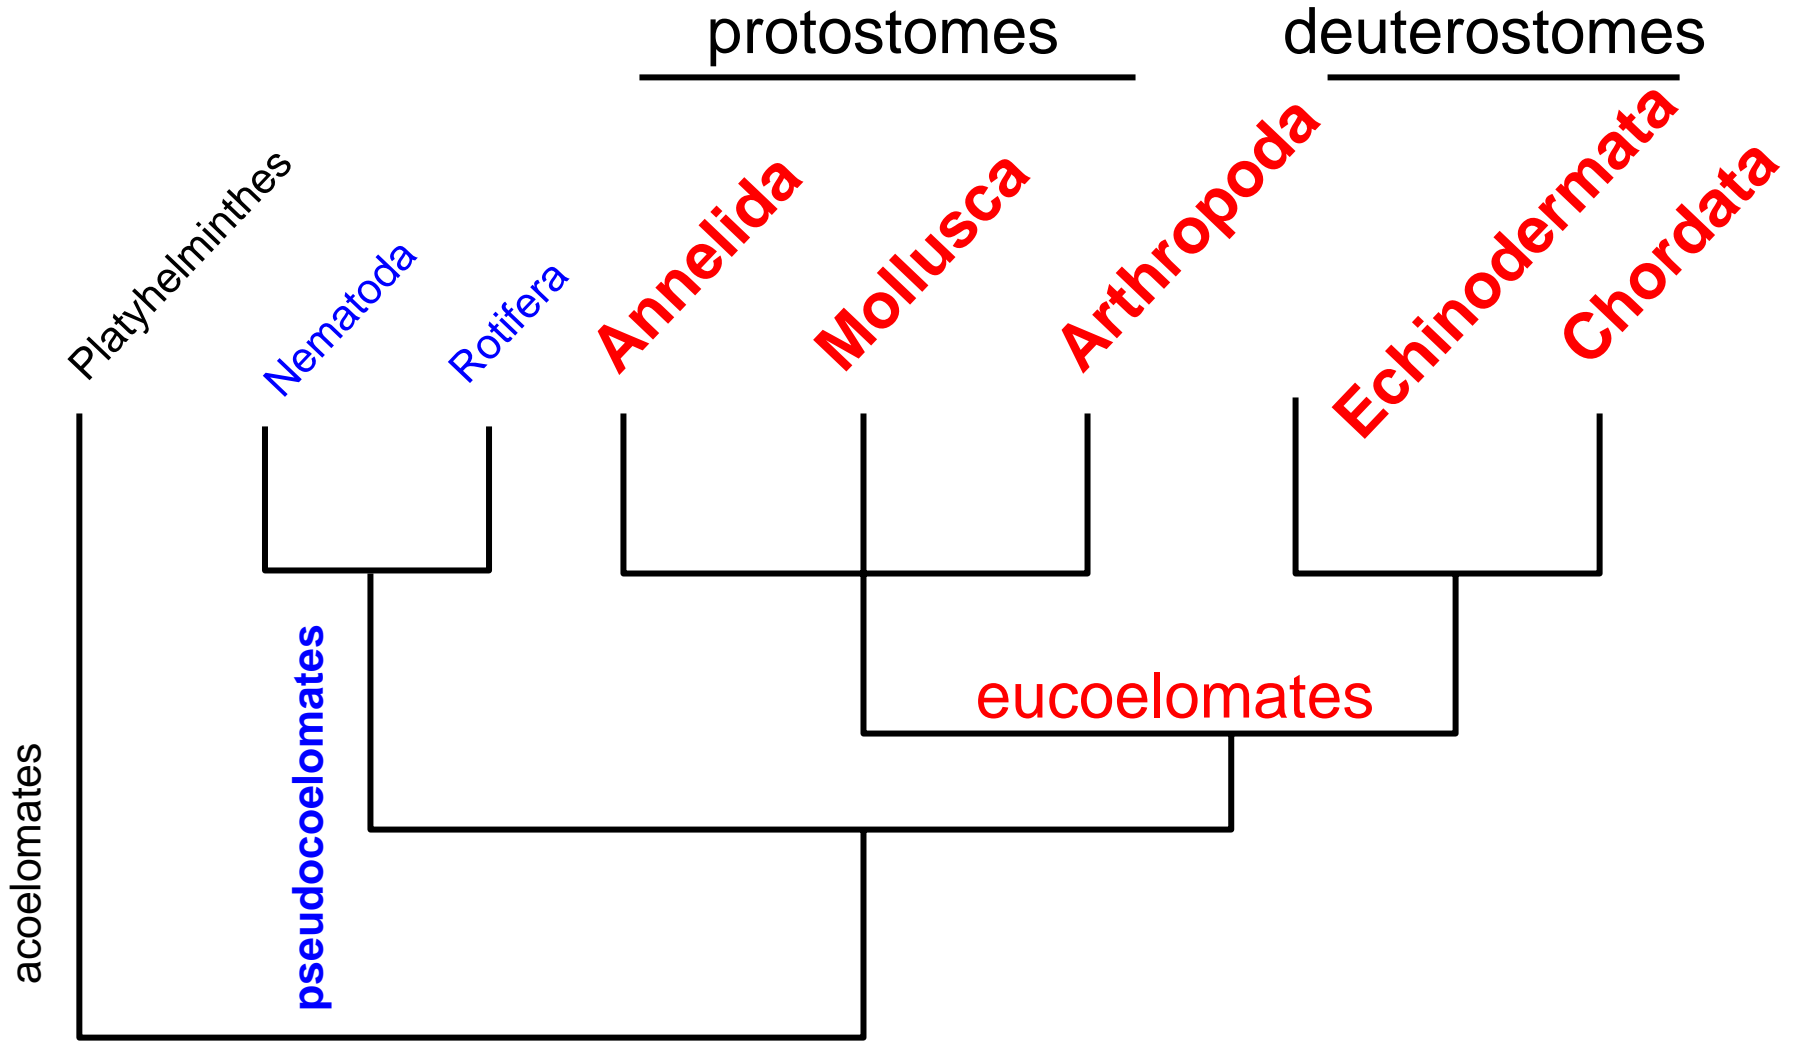 protostomes
deuterostomes
Platyhelminthes
Nematoda
Rotifera
Annelida
Mollusca
Arthropoda
Echinodermata
Chordata
eucoelomates
pseudocoelomates
acoelomates